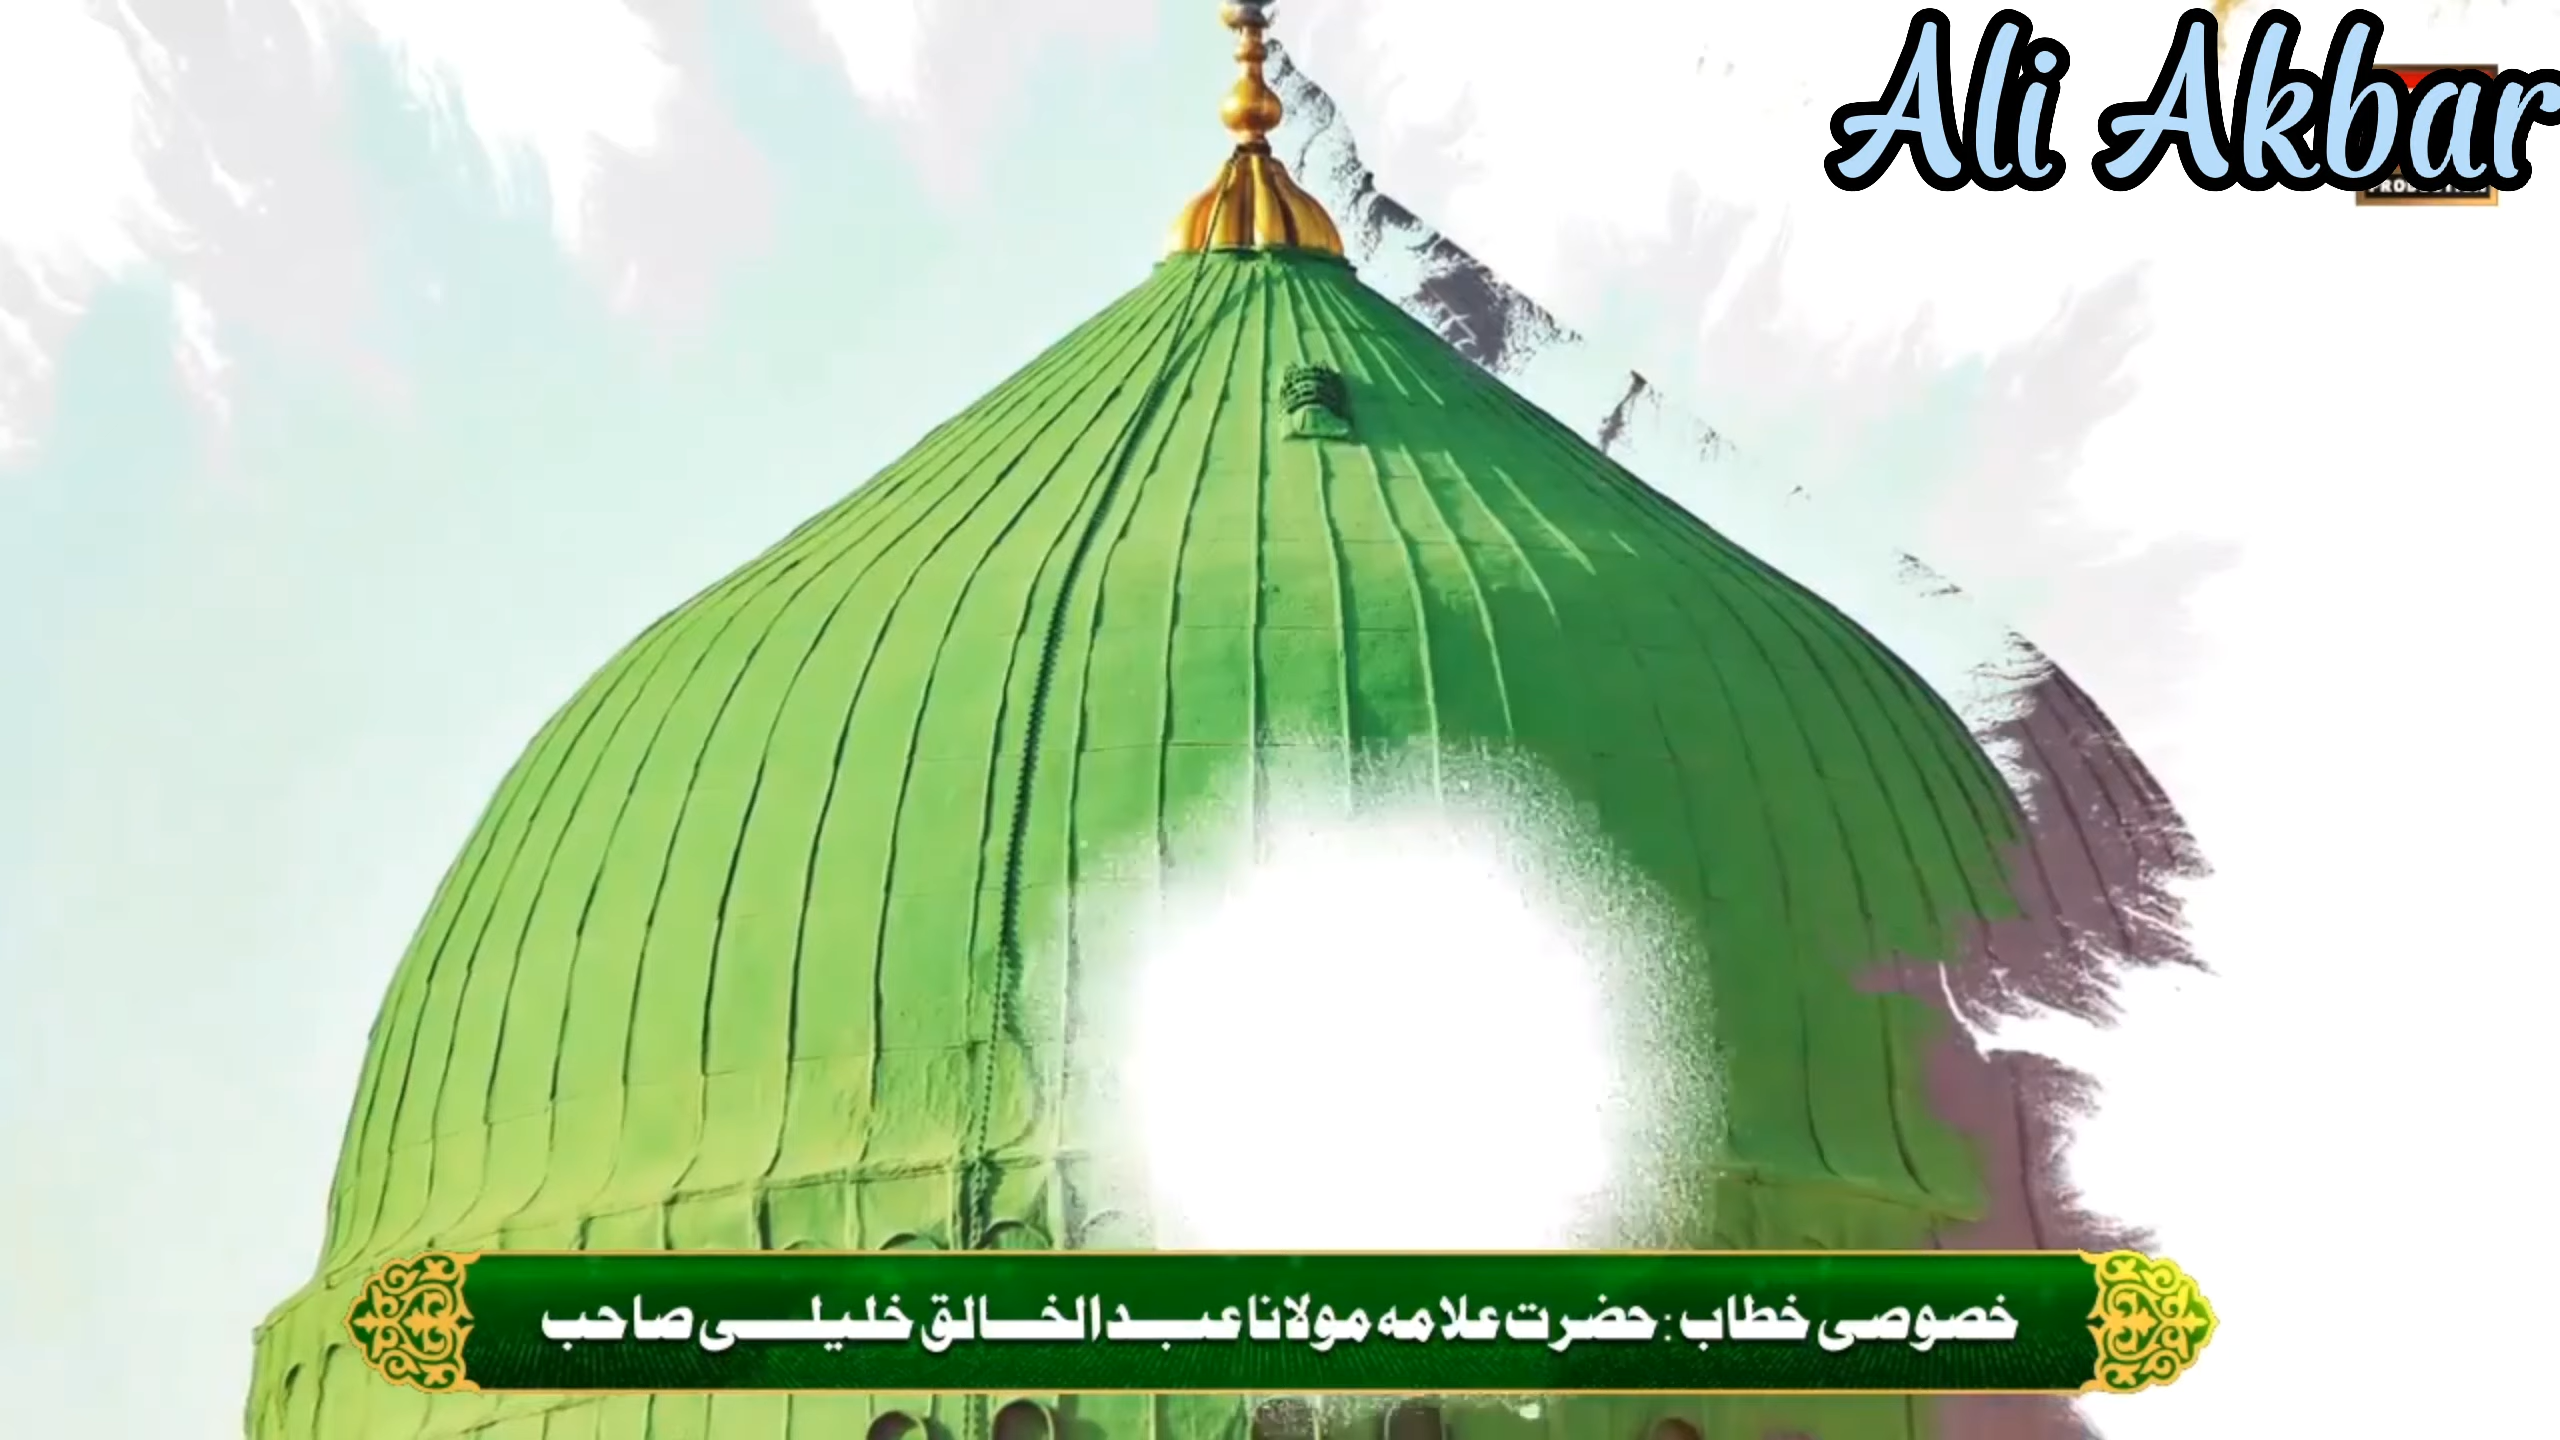 Ali Akbar
خصوصی خطاب : حضرت علامہ مولانا عبدالخالق خلیلی صاحب